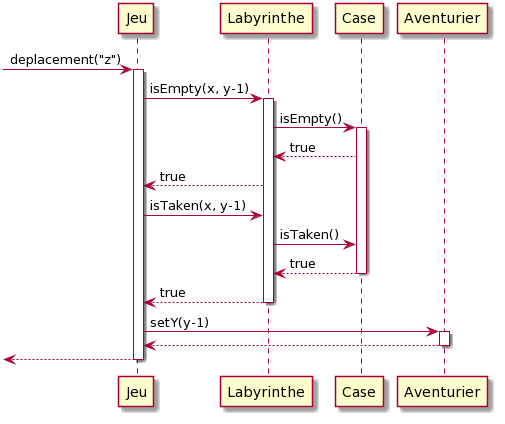 Jeu Labyrinthe Case Aventurier
deplacement("z")
isEmpty(x, y-1)
isEmpty()
true
true
isTaken(x, y-1)
isTaken()
true
true
setY(y-1)
Jeu Labyrinthe Case Aventurier